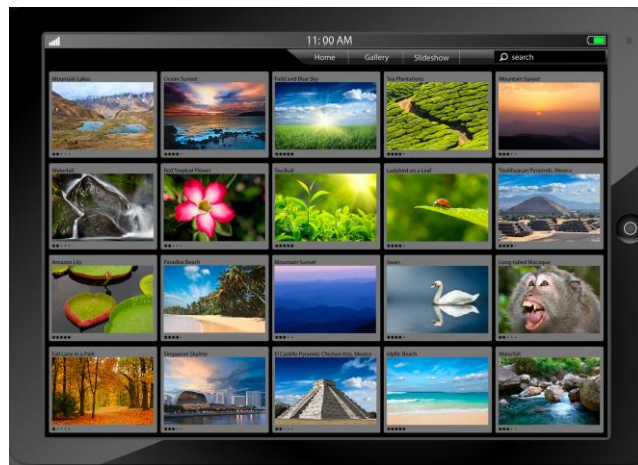 11: 00 AM
Home Gallery Slideshow search
Mountain Lakes
Ocean Sunset
Field and Blue Sky
Tea Plantations
Mountain Sunset
Waterfall
Red Tropical Flower
Tea Bud
Ladybird on a Leaf
Teotihuacan Pyramids, Mexico
Amazon Lily
Paradise Beach
Mountain Sunset
Swan
Long-tailed Macaque
Fall Lane in a Park
Singapore Skyline
El Castillo Pyramid, Chichen-Itza, Mexico
Idyllic Beach
Waterfall